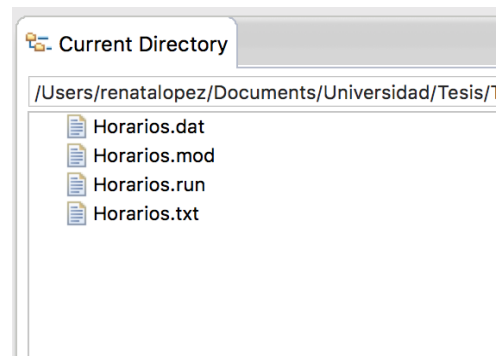 Current Directory
/Users/renatalopez/Documents/Universidad/Tesis/
Horarios.dat
Horarios.mod
Horarios.run
Horarios.txt